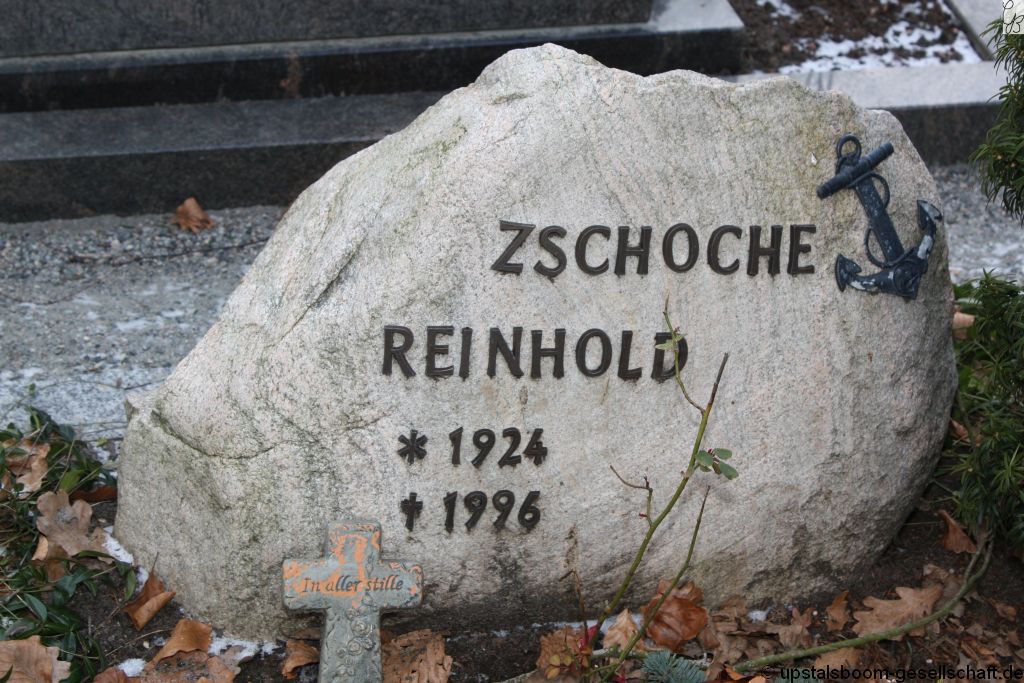 ZSCHOCHE
REINHOLD
* 1924
† 1996
In aller stille
upstalsboom-gesellschaft.de